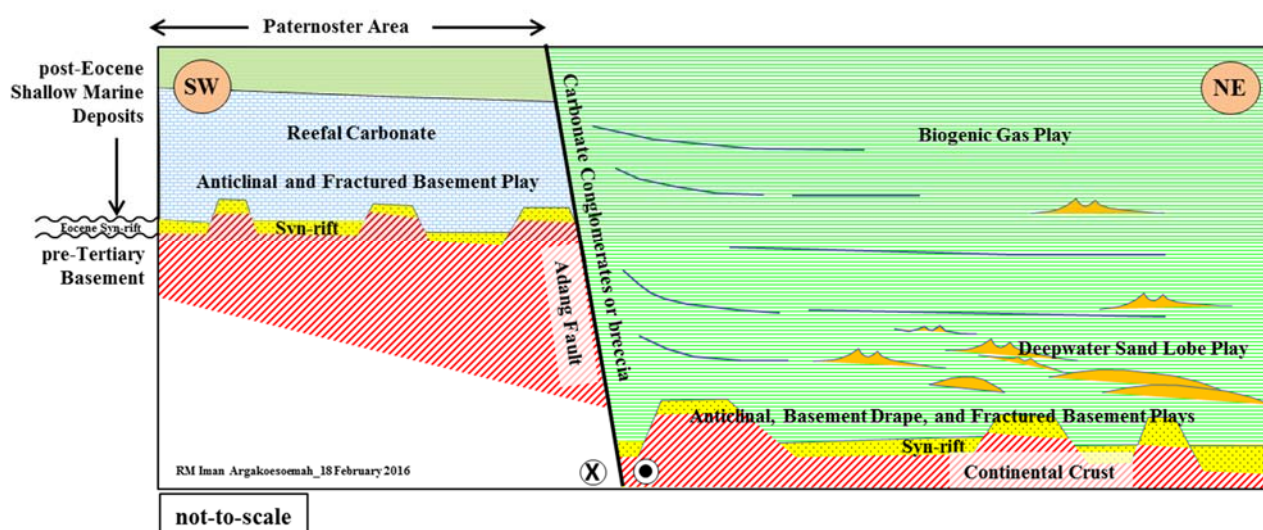 Paternoster Area
post-Eocene
Shallow Marine
Deposits
SW
NE
Reefal Carbonate
Biogenic Gas Play
Anticlinal and Fractured Basement Play
Carbonate Conglomerates or breccia
Eocene Syn-rift
Syn-rift
pre-Tertiary
Basement
Adang Fault
Deepwater Sand Lobe Play
Anticlinal, Basement Drape, and Fractured Basement Plays
Syn-rift
Continental Crust
RM Iman Argakoesoemah_18 February 2016
X
not-to-scale